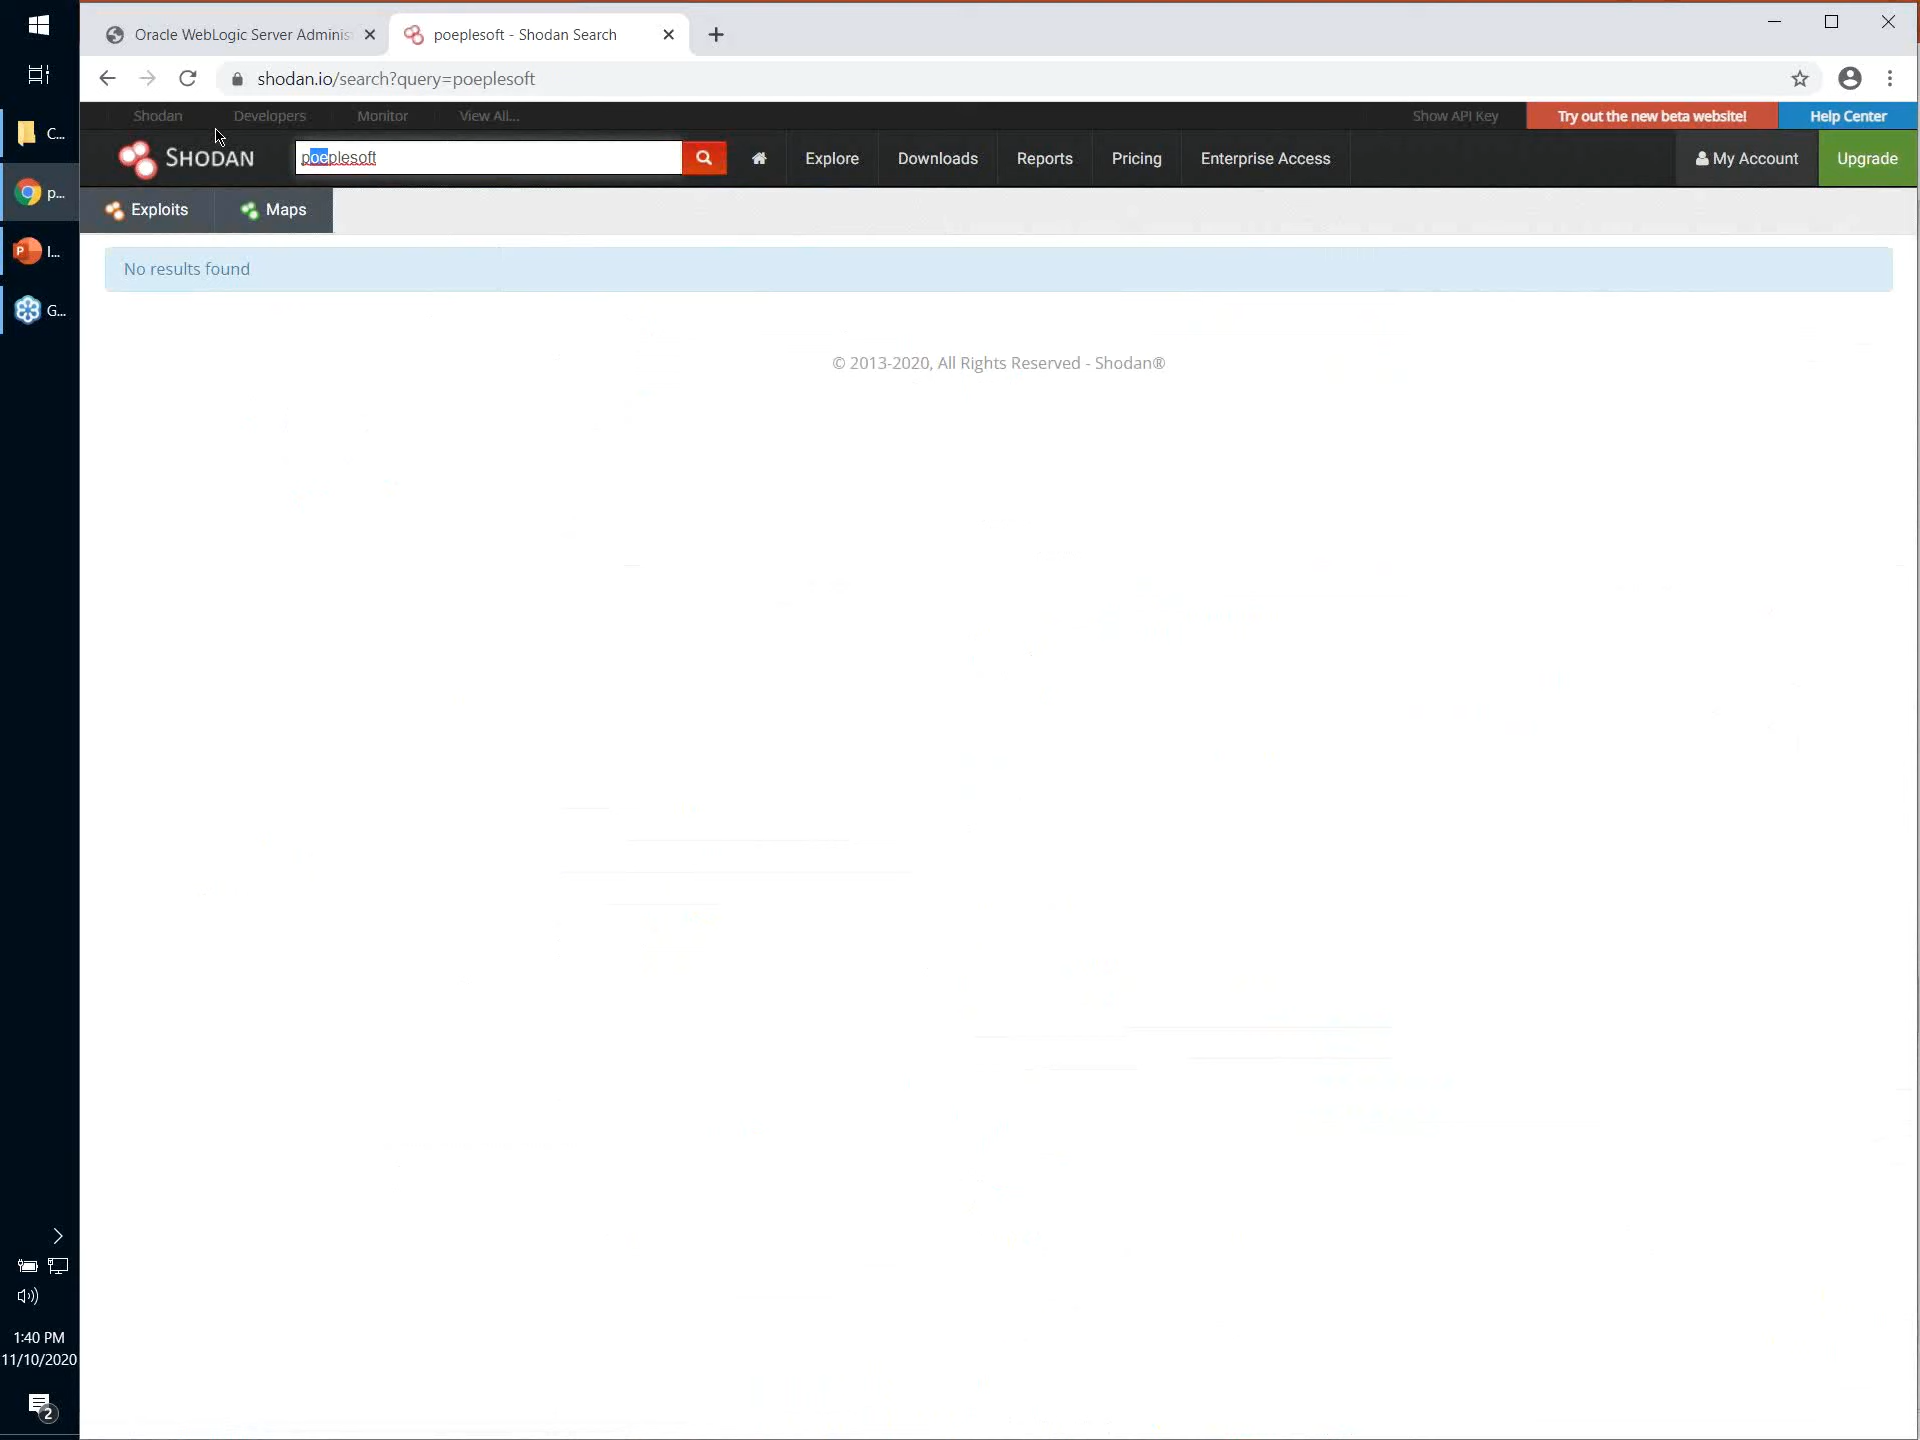 Oracle WebLogic Server Adminis
poeplesoft - Shodan Search
shodan.io/search?query=poeplesoft
Shodan
Developers
Monitor
View All...
Show API Key
Try out the new beta website!
Help Center
SHODAN
poeplesoft
Explore
Downloads
Reports
Pricing
Enterprise Access
My Account
Upgrade
Exploits
Maps
No results found
© 2013-2020, All Rights Reserved - Shodan®
C...
p...
P
I...
G...
1:40 PM
11/10/2020
2